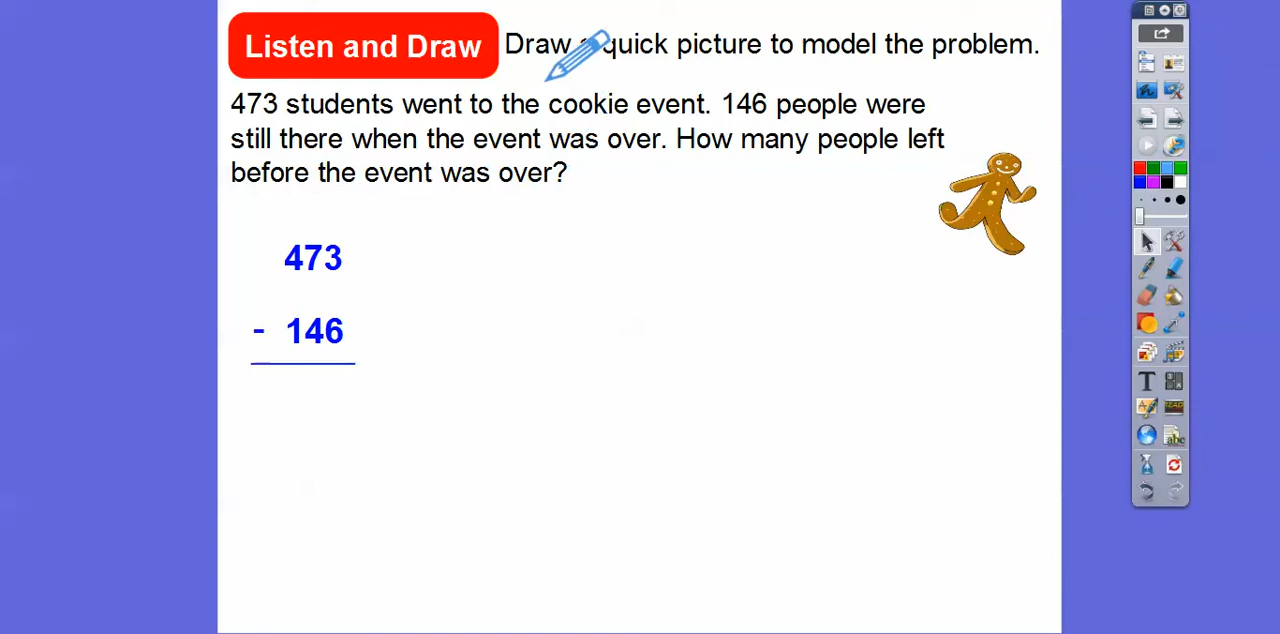 Listen and Draw
Draw a quick picture to model the problem.
473 students went to the cookie event. 146 people were
still there when the event was over. How many people left
before the event was over?
473
- 146
T
abc